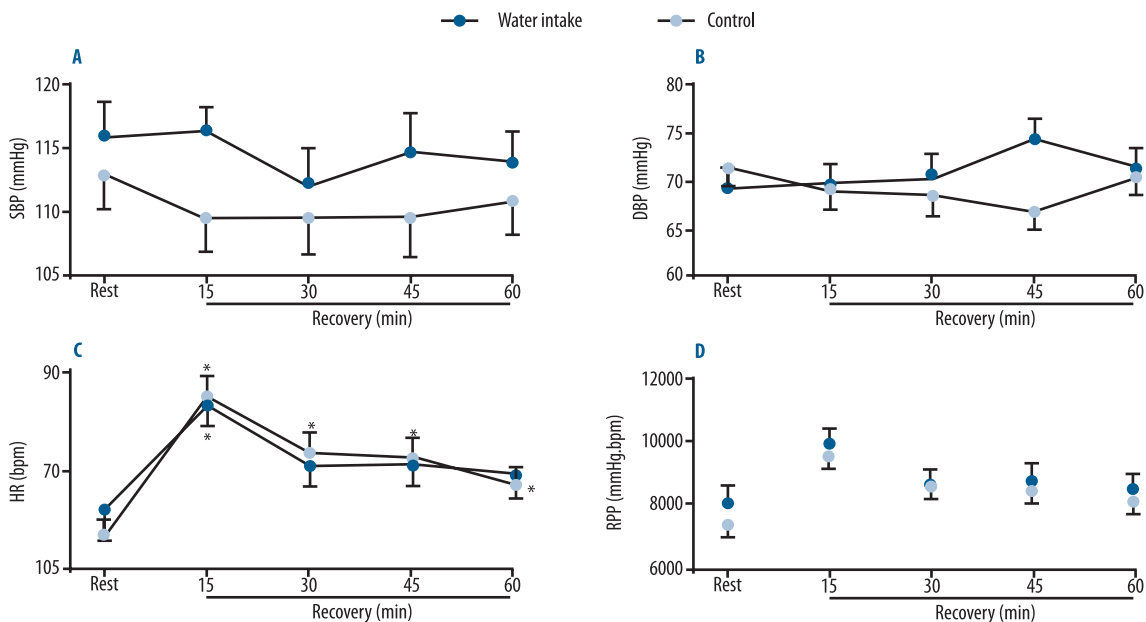 Water intake Control
A
120
115
110
105
SBP (mmHg)
Rest 15 30 45 60
Recovery (min)
B
80
75
70
65
60
DBP (mmHg)
Rest 15 30 45 60
Recovery (min)
C
90
70
105
HR (bpm)
* * * * *
Rest 15 30 45 60
Recovery (min)
D
12000
10000
8000
6000
RPP (mmHg.bpm)
Rest 15 30 45 60
Recovery (min)